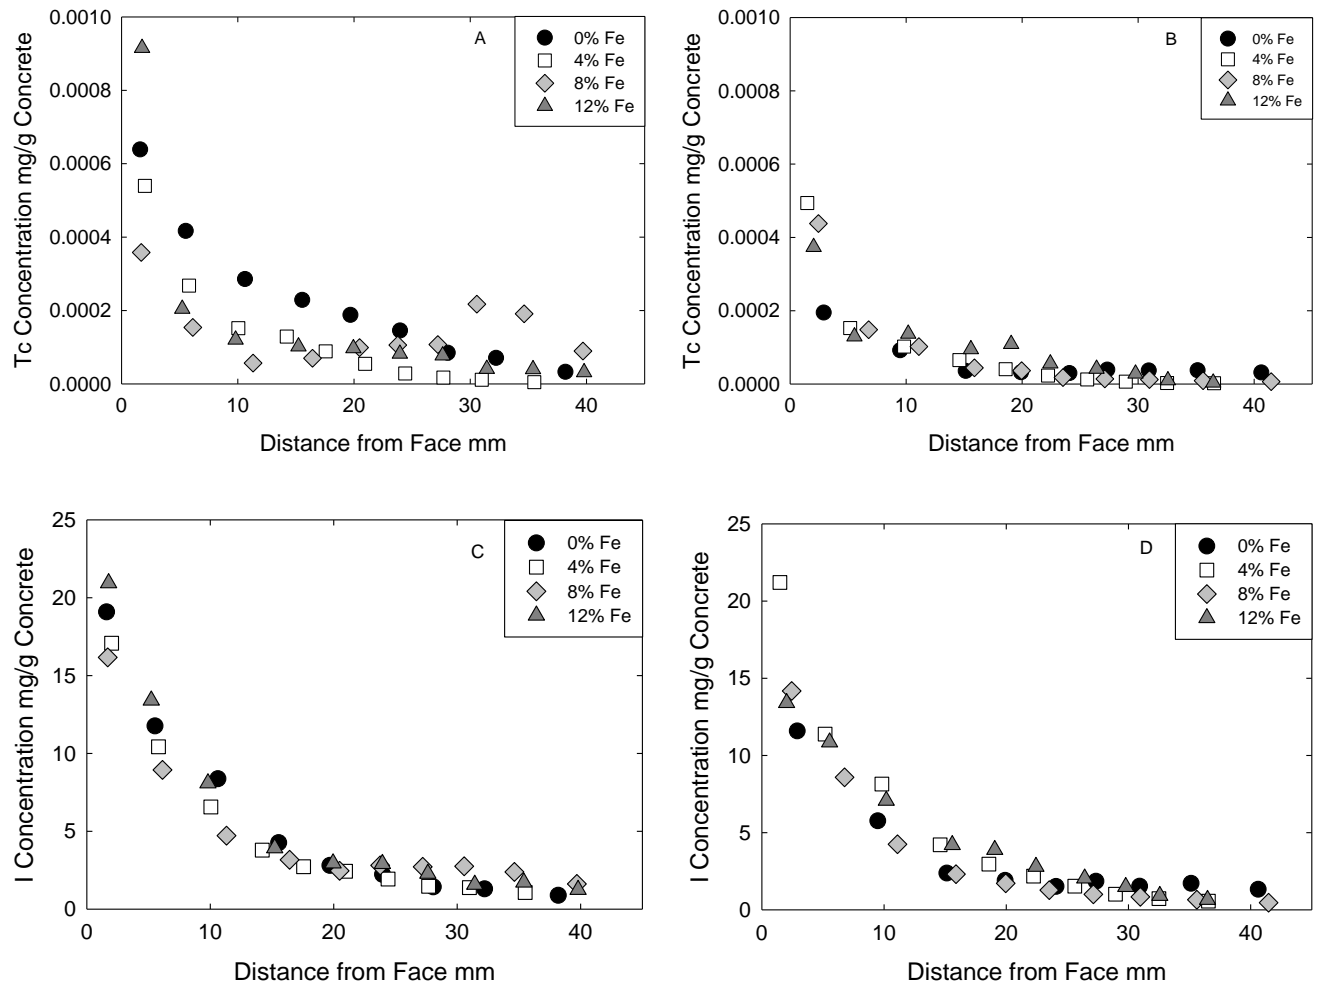 Tc Concentration mg/g Concrete
0.0010
0.0008
0.0006
0.0004
0.0002
0.0000
A
0% Fe
4% Fe
8% Fe
12% Fe
0 10 20 30 40
Distance from Face mm
Tc Concentration mg/g Concrete
0.0010
0.0008
0.0006
0.0004
0.0002
0.0000
B
0% Fe
4% Fe
8% Fe
12% Fe
0 10 20 30 40
Distance from Face mm
I Concentration mg/g Concrete
25
20
15
10
5
0
C
0% Fe
4% Fe
8% Fe
12% Fe
0 10 20 30 40
Distance from Face mm
I Concentration mg/g Concrete
25
20
15
10
5
0
D
0% Fe
4% Fe
8% Fe
12% Fe
0 10 20 30 40
Distance from Face mm